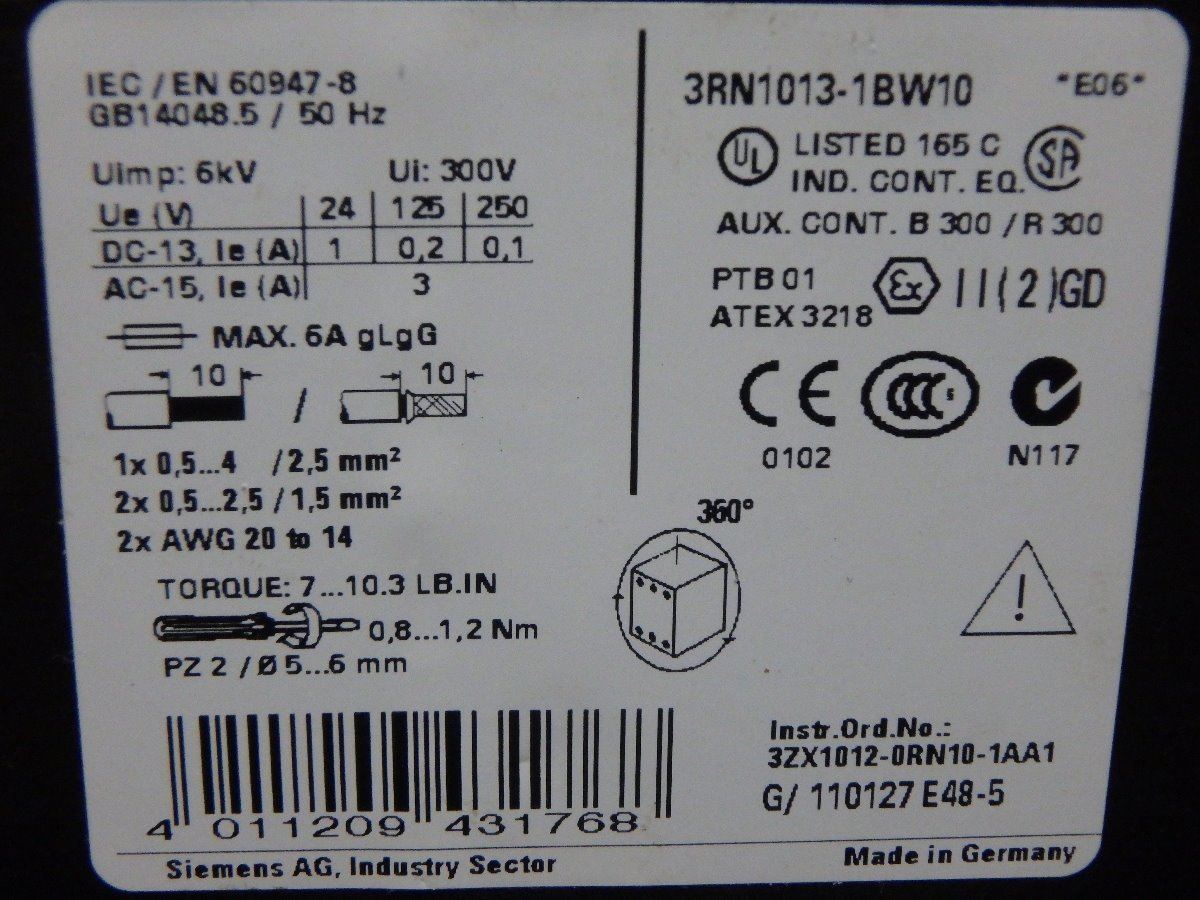 IEC / EN 60947-8
GB14048.5 / 50 Hz
Uimp: 6kV Ui: 300V
Ue (V) 24 125 250
DC-13, Ie (A) 1 0,2 0,1
AC-15, Ie (A) 3
MAX. 6A gLgG
10 / 10
1x 0,5...4 / 2,5 mm²
2x 0,5...2,5 / 1,5 mm²
2x AWG 20 to 14
TORQUE: 7...10.3 LB.IN
0,8...1,2 Nm
PZ 2 / Ø 5...6 mm
4 011209 431768
Siemens AG, Industry Sector
3RN1013-1BW10 *E06*
UL LISTED 165 C SA
IND. CONT. EQ.
AUX. CONT. B 300 / R 300
PTB 01 Ex II (2) GD
ATEX 3218
CE CCC S
0102 N117
360°
!
Instr.Ord.No.:
3ZX1012-0RN10-1AA1
G/ 110127 E48-5
Made in Germany